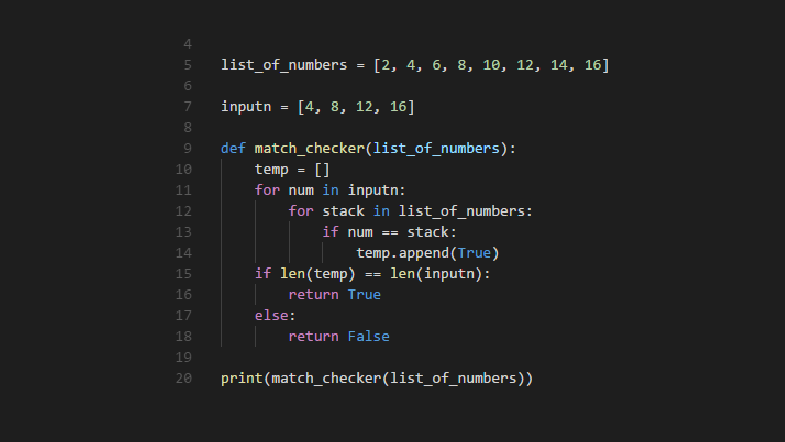 4
5 list_of_numbers = [2, 4, 6, 8, 10, 12, 14, 16]
6
7 inputn = [4, 8, 12, 16]
8
9 def match_checker(list_of_numbers):
10     temp = []
11     for num in inputn:
12         for stack in list_of_numbers:
13             if num == stack:
14                 temp.append(True)
15     if len(temp) == len(inputn):
16         return True
17     else:
18         return False
19
20 print(match_checker(list_of_numbers))